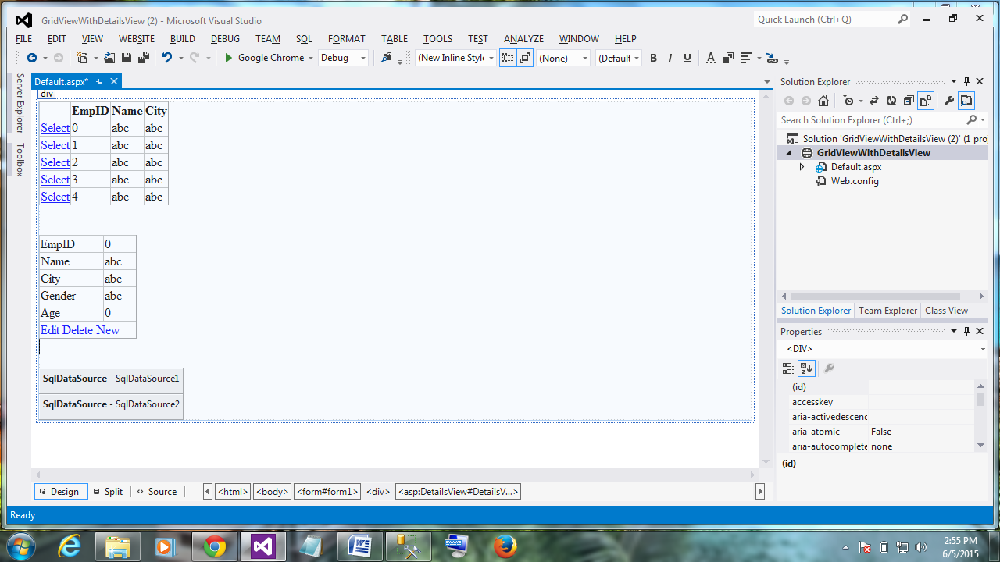 GridViewWithDetailsView (2) - Microsoft Visual Studio
Quick Launch (Ctrl+Q)
FILE EDIT VIEW WEBSITE BUILD DEBUG TEAM SQL FORMAT TABLE TOOLS TEST ANALYZE WINDOW HELP
Google Chrome Debug (New Inline Style (None) (Default B I U A
Server Explorer
Toolbox
Default.aspx*
div
EmpID Name City
Select 0 abc abc
Select 1 abc abc
Select 2 abc abc
Select 3 abc abc
Select 4 abc abc
EmpID 0
Name abc
City abc
Gender abc
Age 0
Edit Delete New
SqlDataSource - SqlDataSource1
SqlDataSource - SqlDataSource2
Design Split Source <html> <body> <form#form1> <div> <asp:DetailsView#DetailsV...>
Solution Explorer
Search Solution Explorer (Ctrl+;)
Solution 'GridViewWithDetailsView (2)' (1 proj
GridViewWithDetailsView
Default.aspx
Web.config
Solution Explorer Team Explorer Class View
Properties
<DIV>
(id)
accesskey
aria-activedescend
aria-atomic False
aria-autocomplete none
(id)
Ready
2:55 PM
6/5/2015